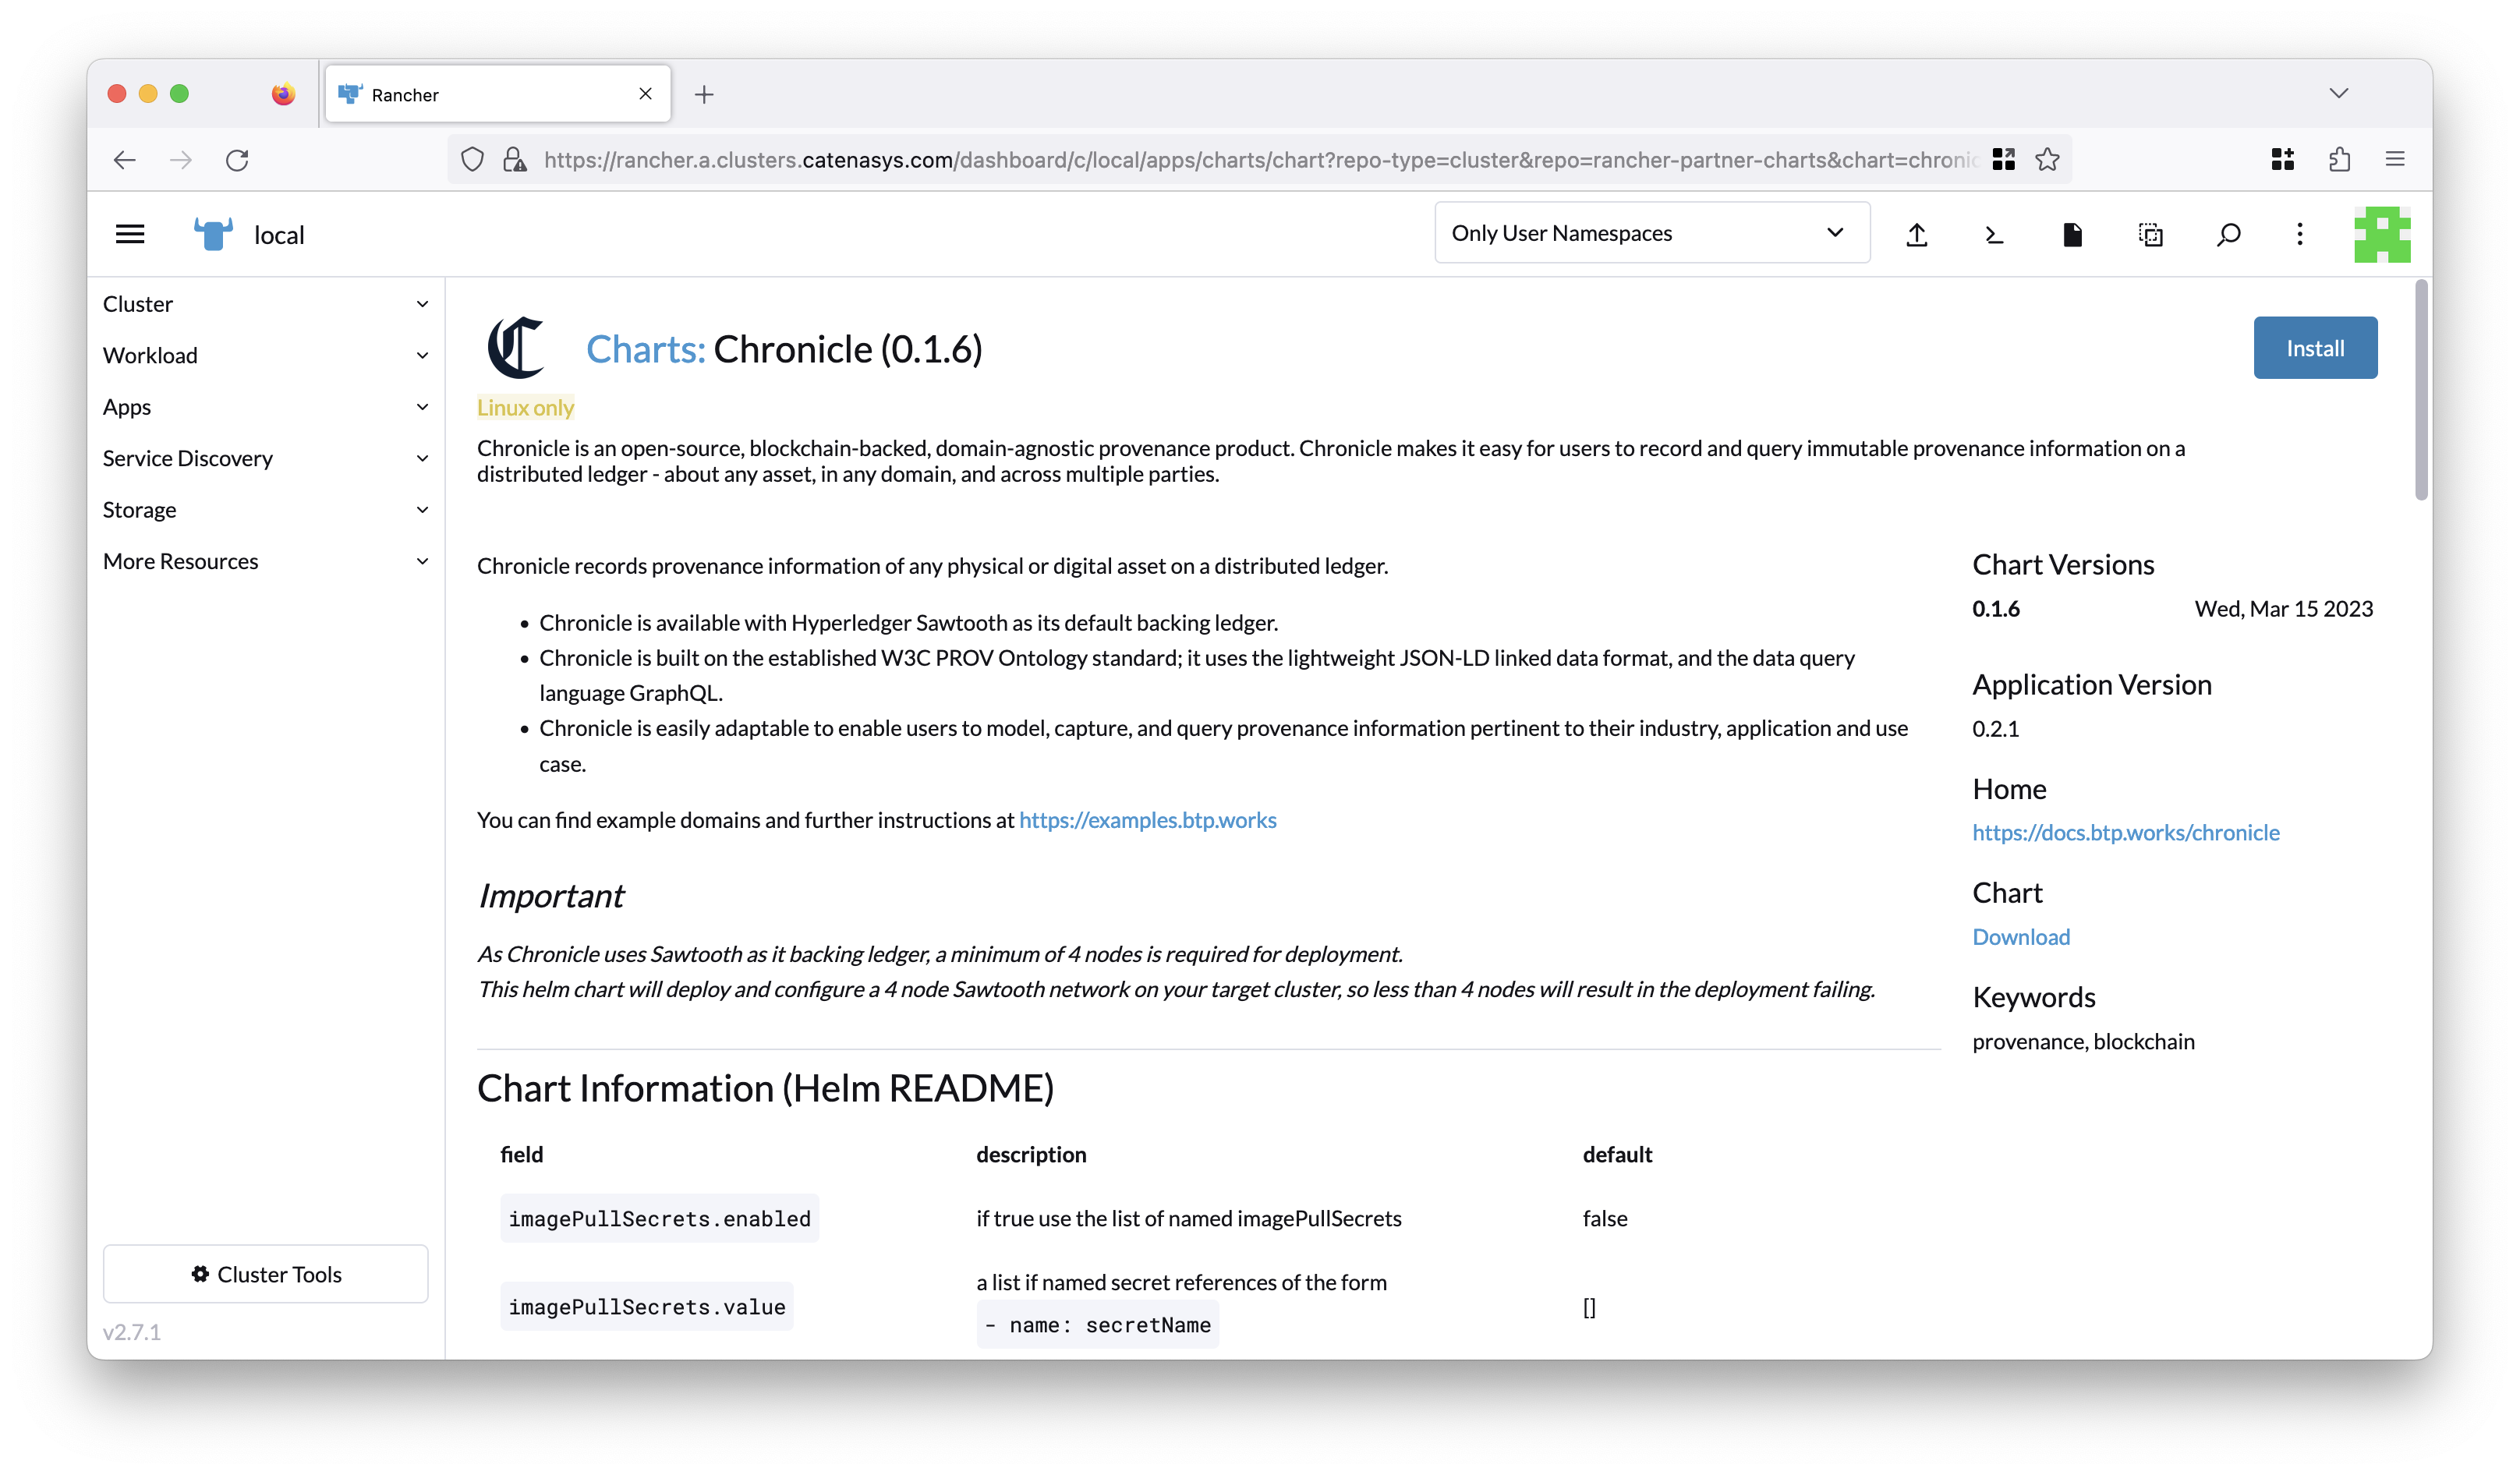 Rancher
https://rancher.a.clusters.catenasys.com/dashboard/c/local/apps/charts/chart?repo-type=cluster&repo=rancher-partner-charts&chart=chronic
local
Only User Namespaces
Cluster
Workload
Apps
Service Discovery
Storage
More Resources
Cluster Tools
v2.7.1
Charts: Chronicle (0.1.6)
Install
Linux only
Chronicle is an open-source, blockchain-backed, domain-agnostic provenance product. Chronicle makes it easy for users to record and query immutable provenance information on a
distributed ledger - about any asset, in any domain, and across multiple parties.
Chronicle records provenance information of any physical or digital asset on a distributed ledger.
• Chronicle is available with Hyperledger Sawtooth as its default backing ledger.
• Chronicle is built on the established W3C PROV Ontology standard; it uses the lightweight JSON-LD linked data format, and the data query
language GraphQL.
• Chronicle is easily adaptable to enable users to model, capture, and query provenance information pertinent to their industry, application and use
case.
You can find example domains and further instructions at https://examples.btp.works
Important
As Chronicle uses Sawtooth as it backing ledger, a minimum of 4 nodes is required for deployment.
This helm chart will deploy and configure a 4 node Sawtooth network on your target cluster, so less than 4 nodes will result in the deployment failing.
Chart Information (Helm README)
field description default
imagePullSecrets.enabled if true use the list of named imagePullSecrets false
imagePullSecrets.value a list if named secret references of the form
- name: secretName []
Chart Versions
0.1.6 Wed, Mar 15 2023
Application Version
0.2.1
Home
https://docs.btp.works/chronicle
Chart
Download
Keywords
provenance, blockchain